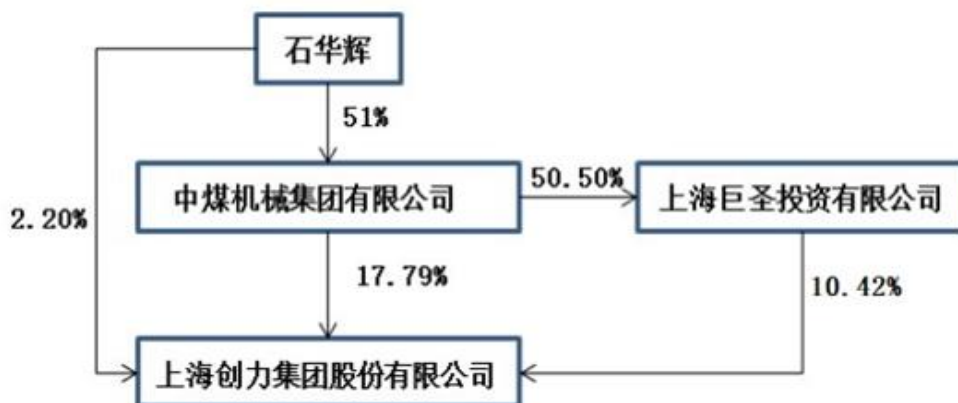 石华辉
51%
中煤机械集团有限公司
50.50%
上海巨圣投资有限公司
2.20%
17.79%
10.42%
上海创力集团股份有限公司